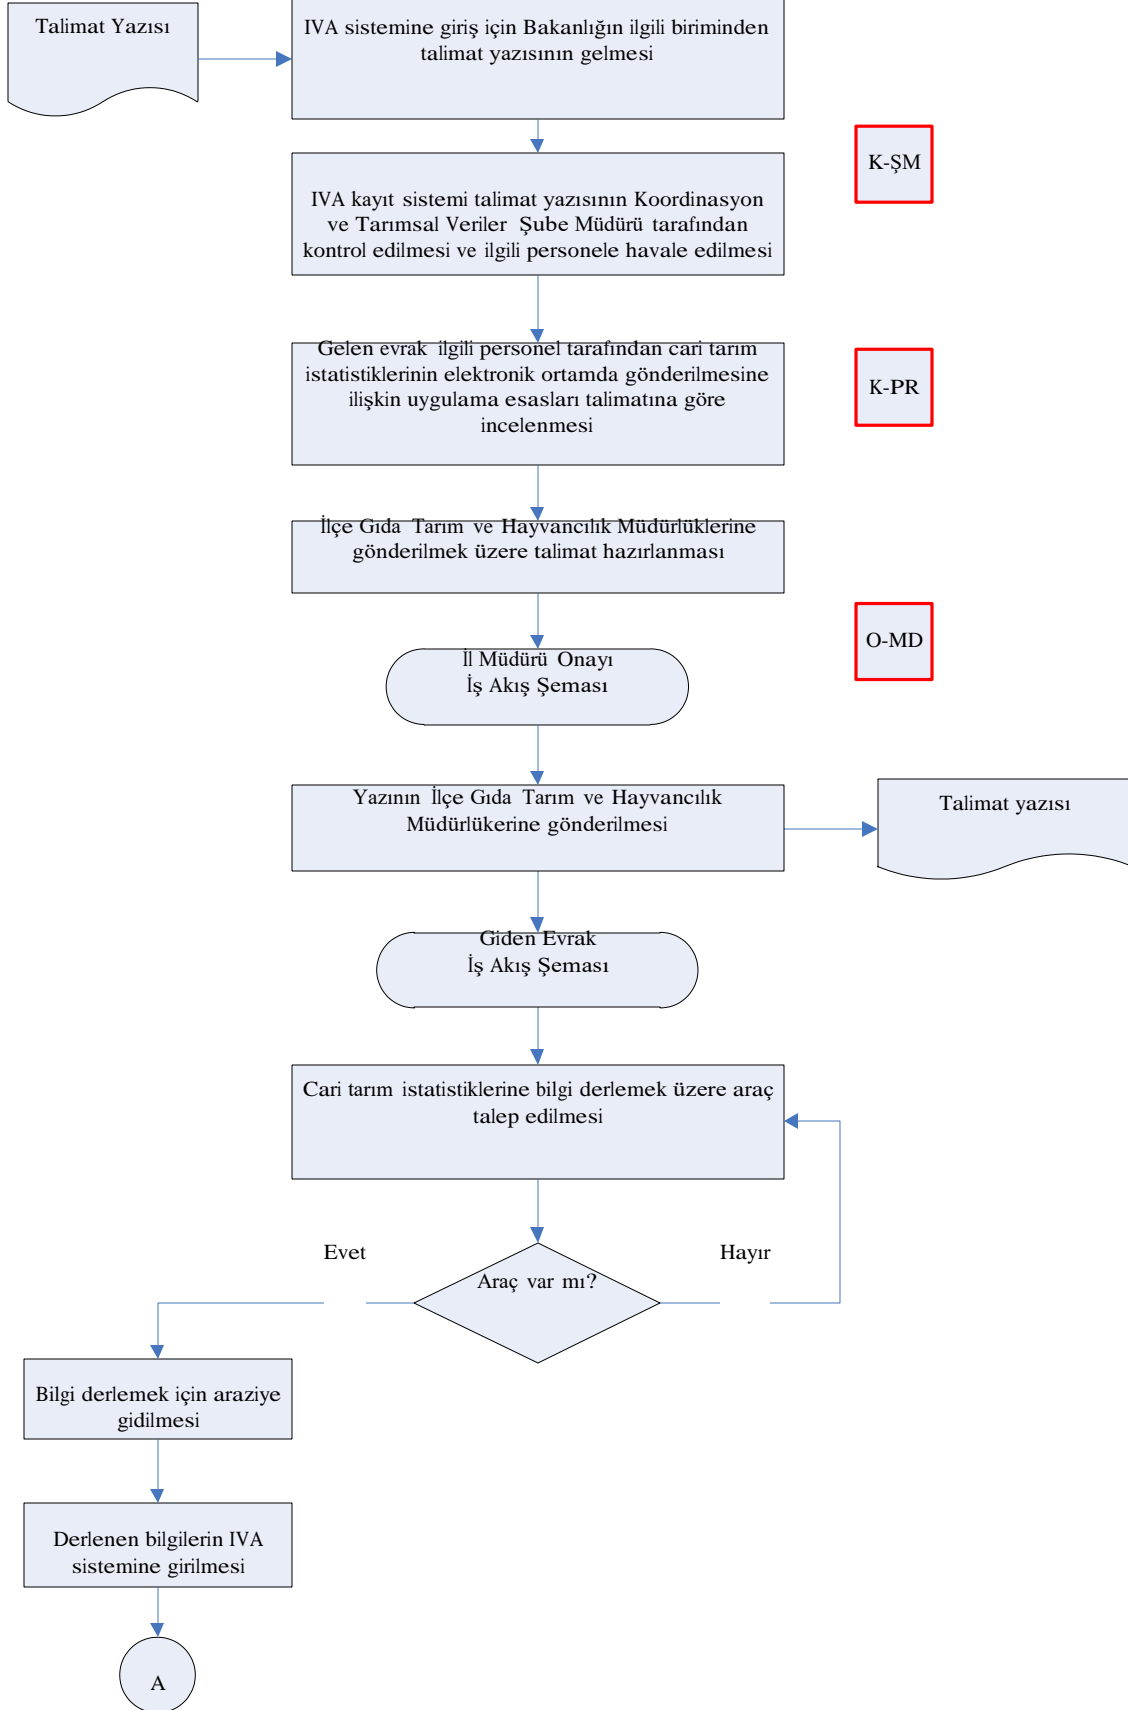 Talimat Yazısı
IVA sistemine giriş için Bakanlığın ilgili biriminden
talimat yazısının gelmesi
K-ŞM
IVA kayıt sistemi talimat yazısının Koordinasyon
ve Tarımsal Veriler Şube Müdürü tarafından
kontrol edilmesi ve ilgili personele havale edilmesi
Gelen evrak ilgili personel tarafından cari tarım
istatistiklerinin elektronik ortamda gönderilmesine
ilişkin uygulama esasları talimatına göre
incelenmesi
K-PR
İlçe Gıda Tarım ve Hayvancılık Müdürlüklerine
gönderilmek üzere talimat hazırlanması
O-MD
İl Müdürü Onayı
İş Akış Şeması
Yazının İlçe Gıda Tarım ve Hayvancılık
Müdürlükerine gönderilmesi
Talimat yazısı
Giden Evrak
İş Akış Şeması
Cari tarım istatistiklerine bilgi derlemek üzere araç
talep edilmesi
Evet
Hayır
Araç var mı?
Bilgi derlemek için araziye
gidilmesi
Derlenen bilgilerin IVA
sistemine girilmesi
A